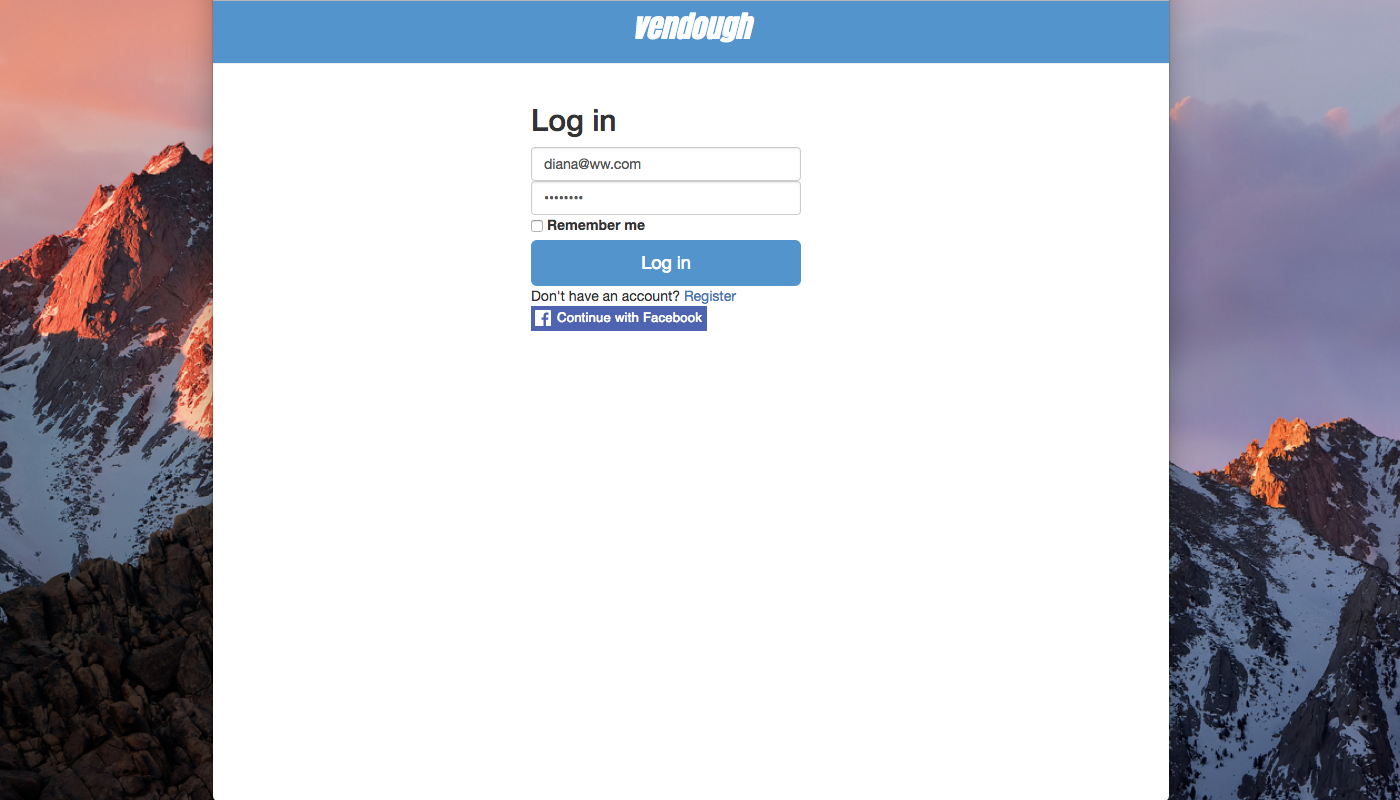 vendough
Log in
diana@ww.com
••••••••
Remember me
Log in
Don't have an account? Register
Continue with Facebook